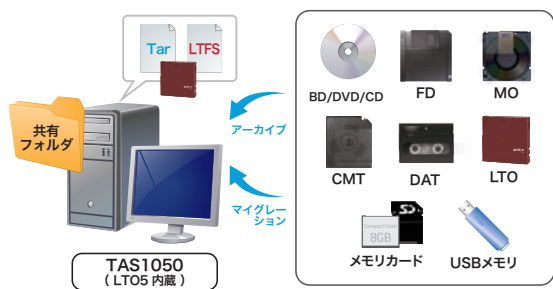 Tar
LTFS
共有
フォルダ
アーカイブ
マイグレー
ション
TAS1050
( LTO5 内蔵 )
BD/DVD/CD
FD
MO
CMT
DAT
LTO
Compact Flash
8GB
メモリカード
USBメモリ